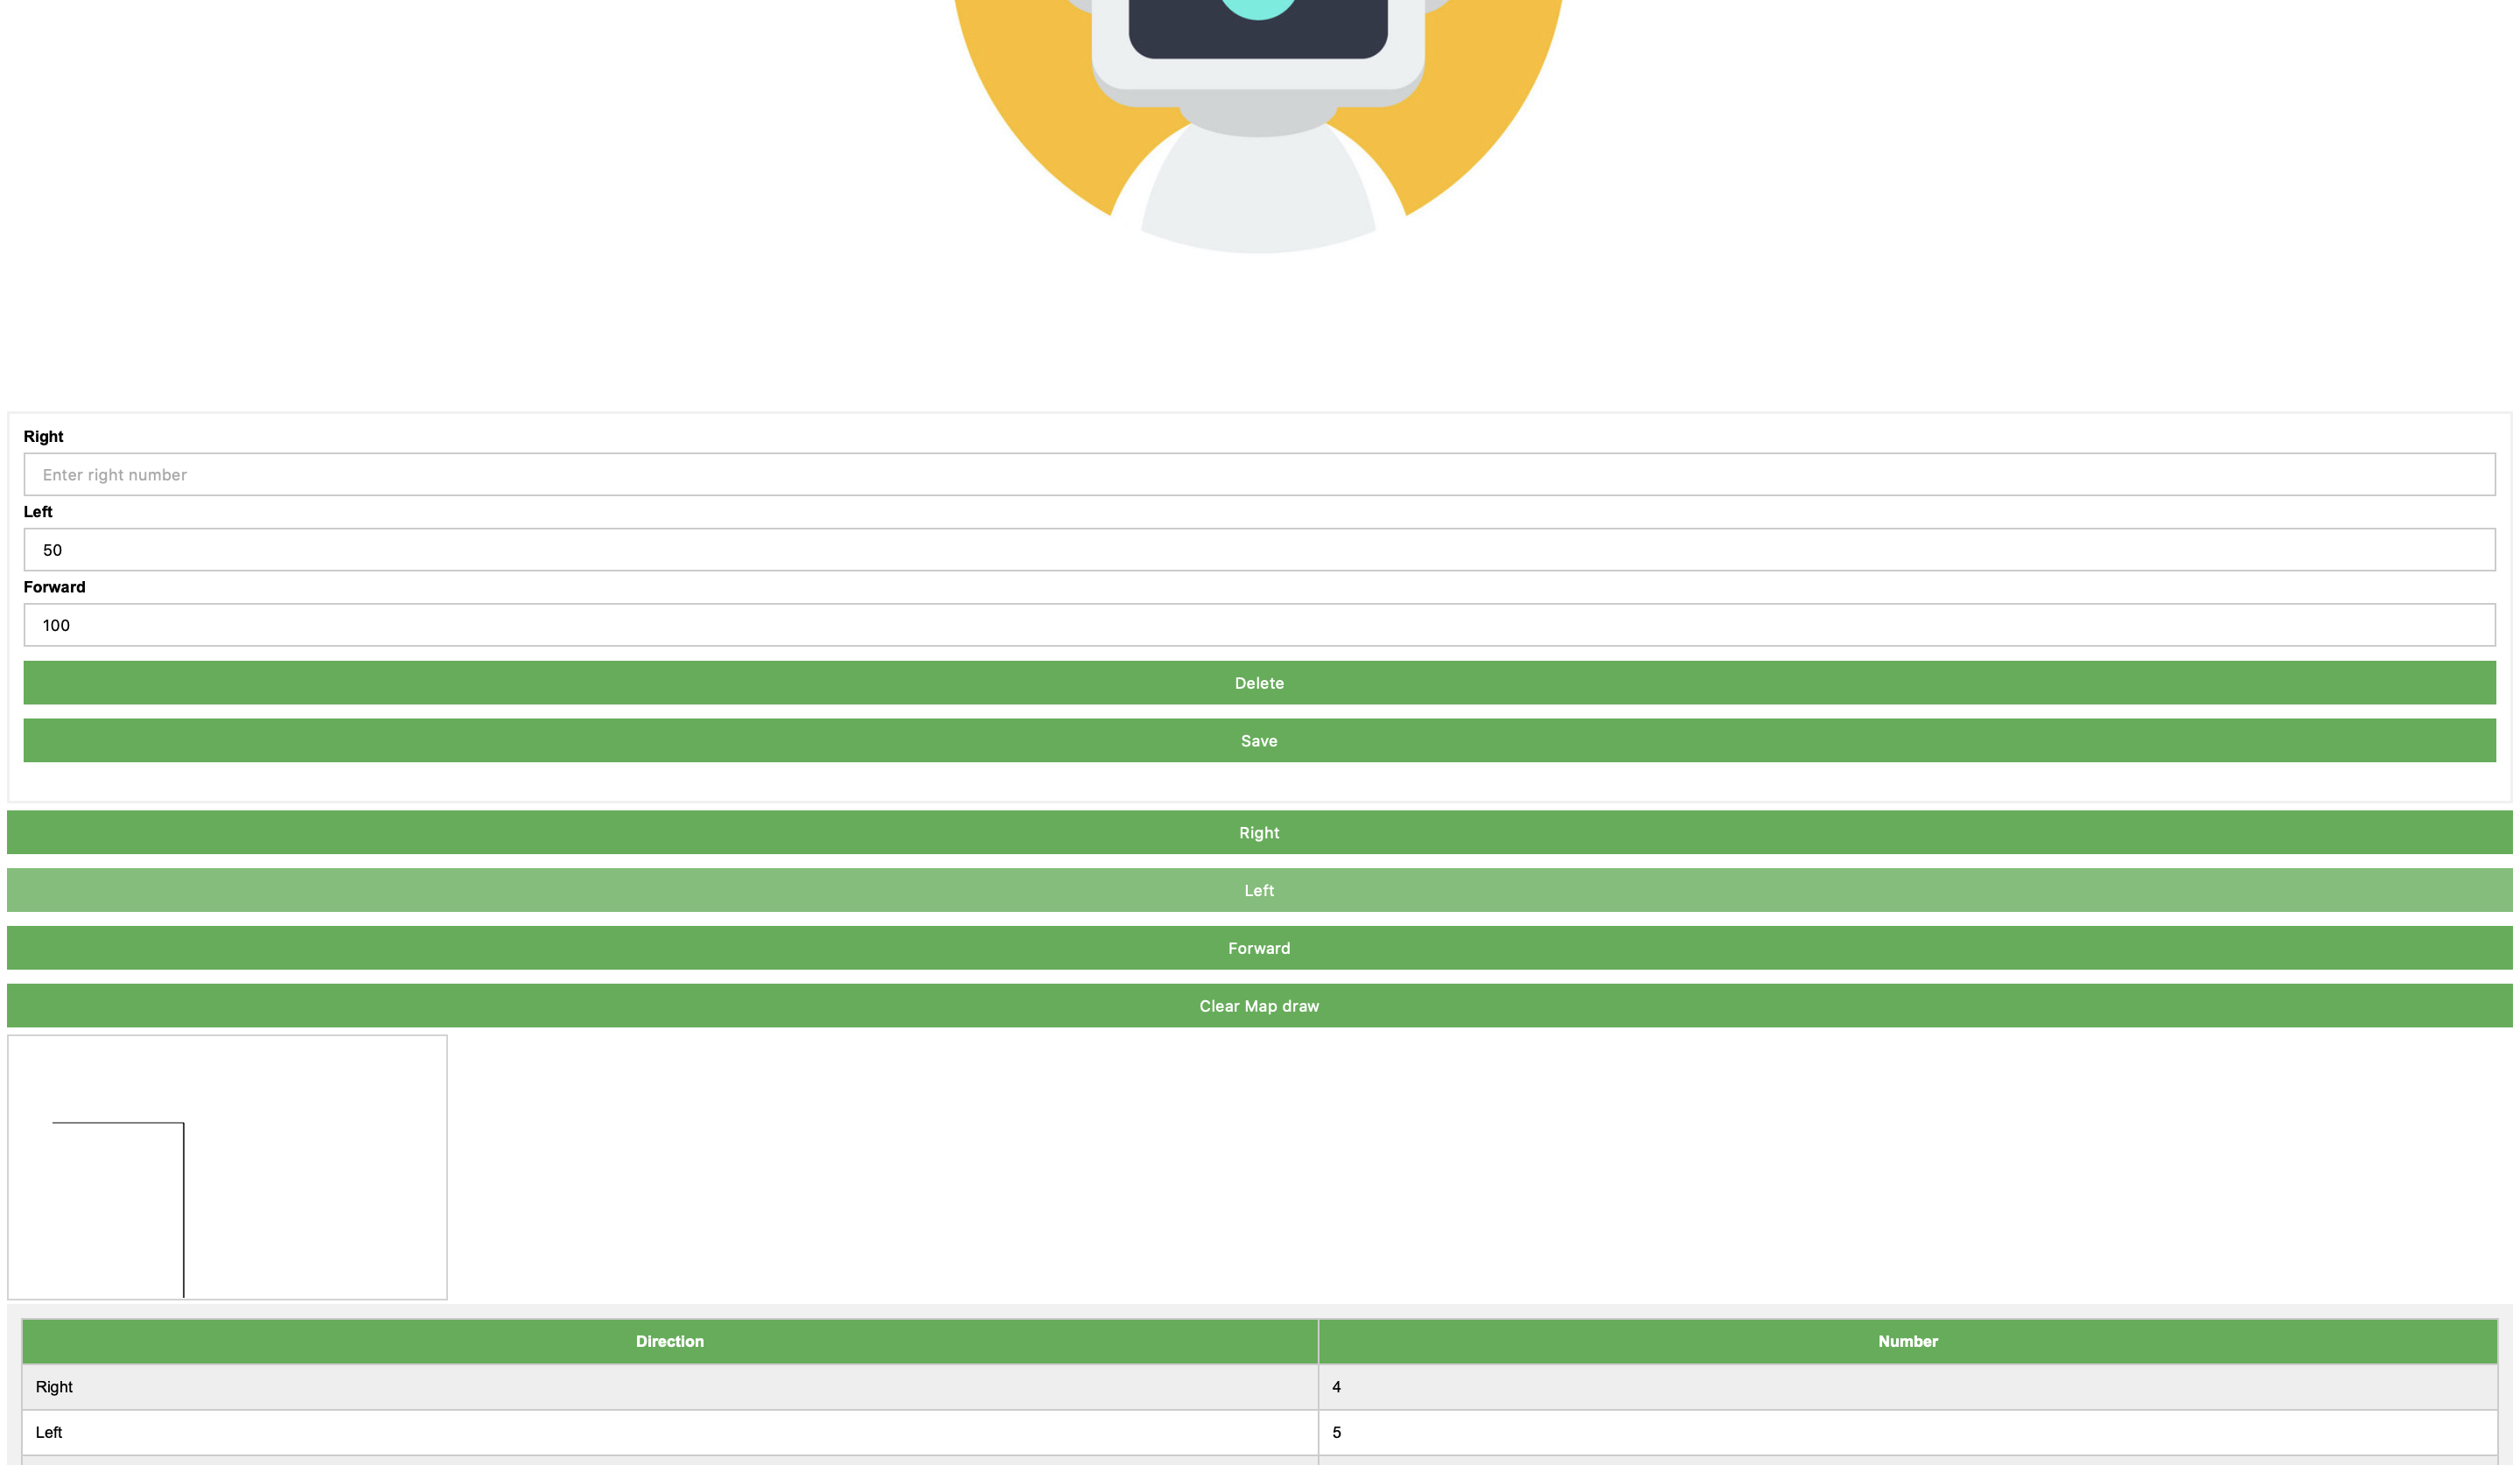 Right
Enter right number
Left
50
Forward
100
Delete
Save
Right
Left
Forward
Clear Map draw
Direction Number
Right 4
Left 5